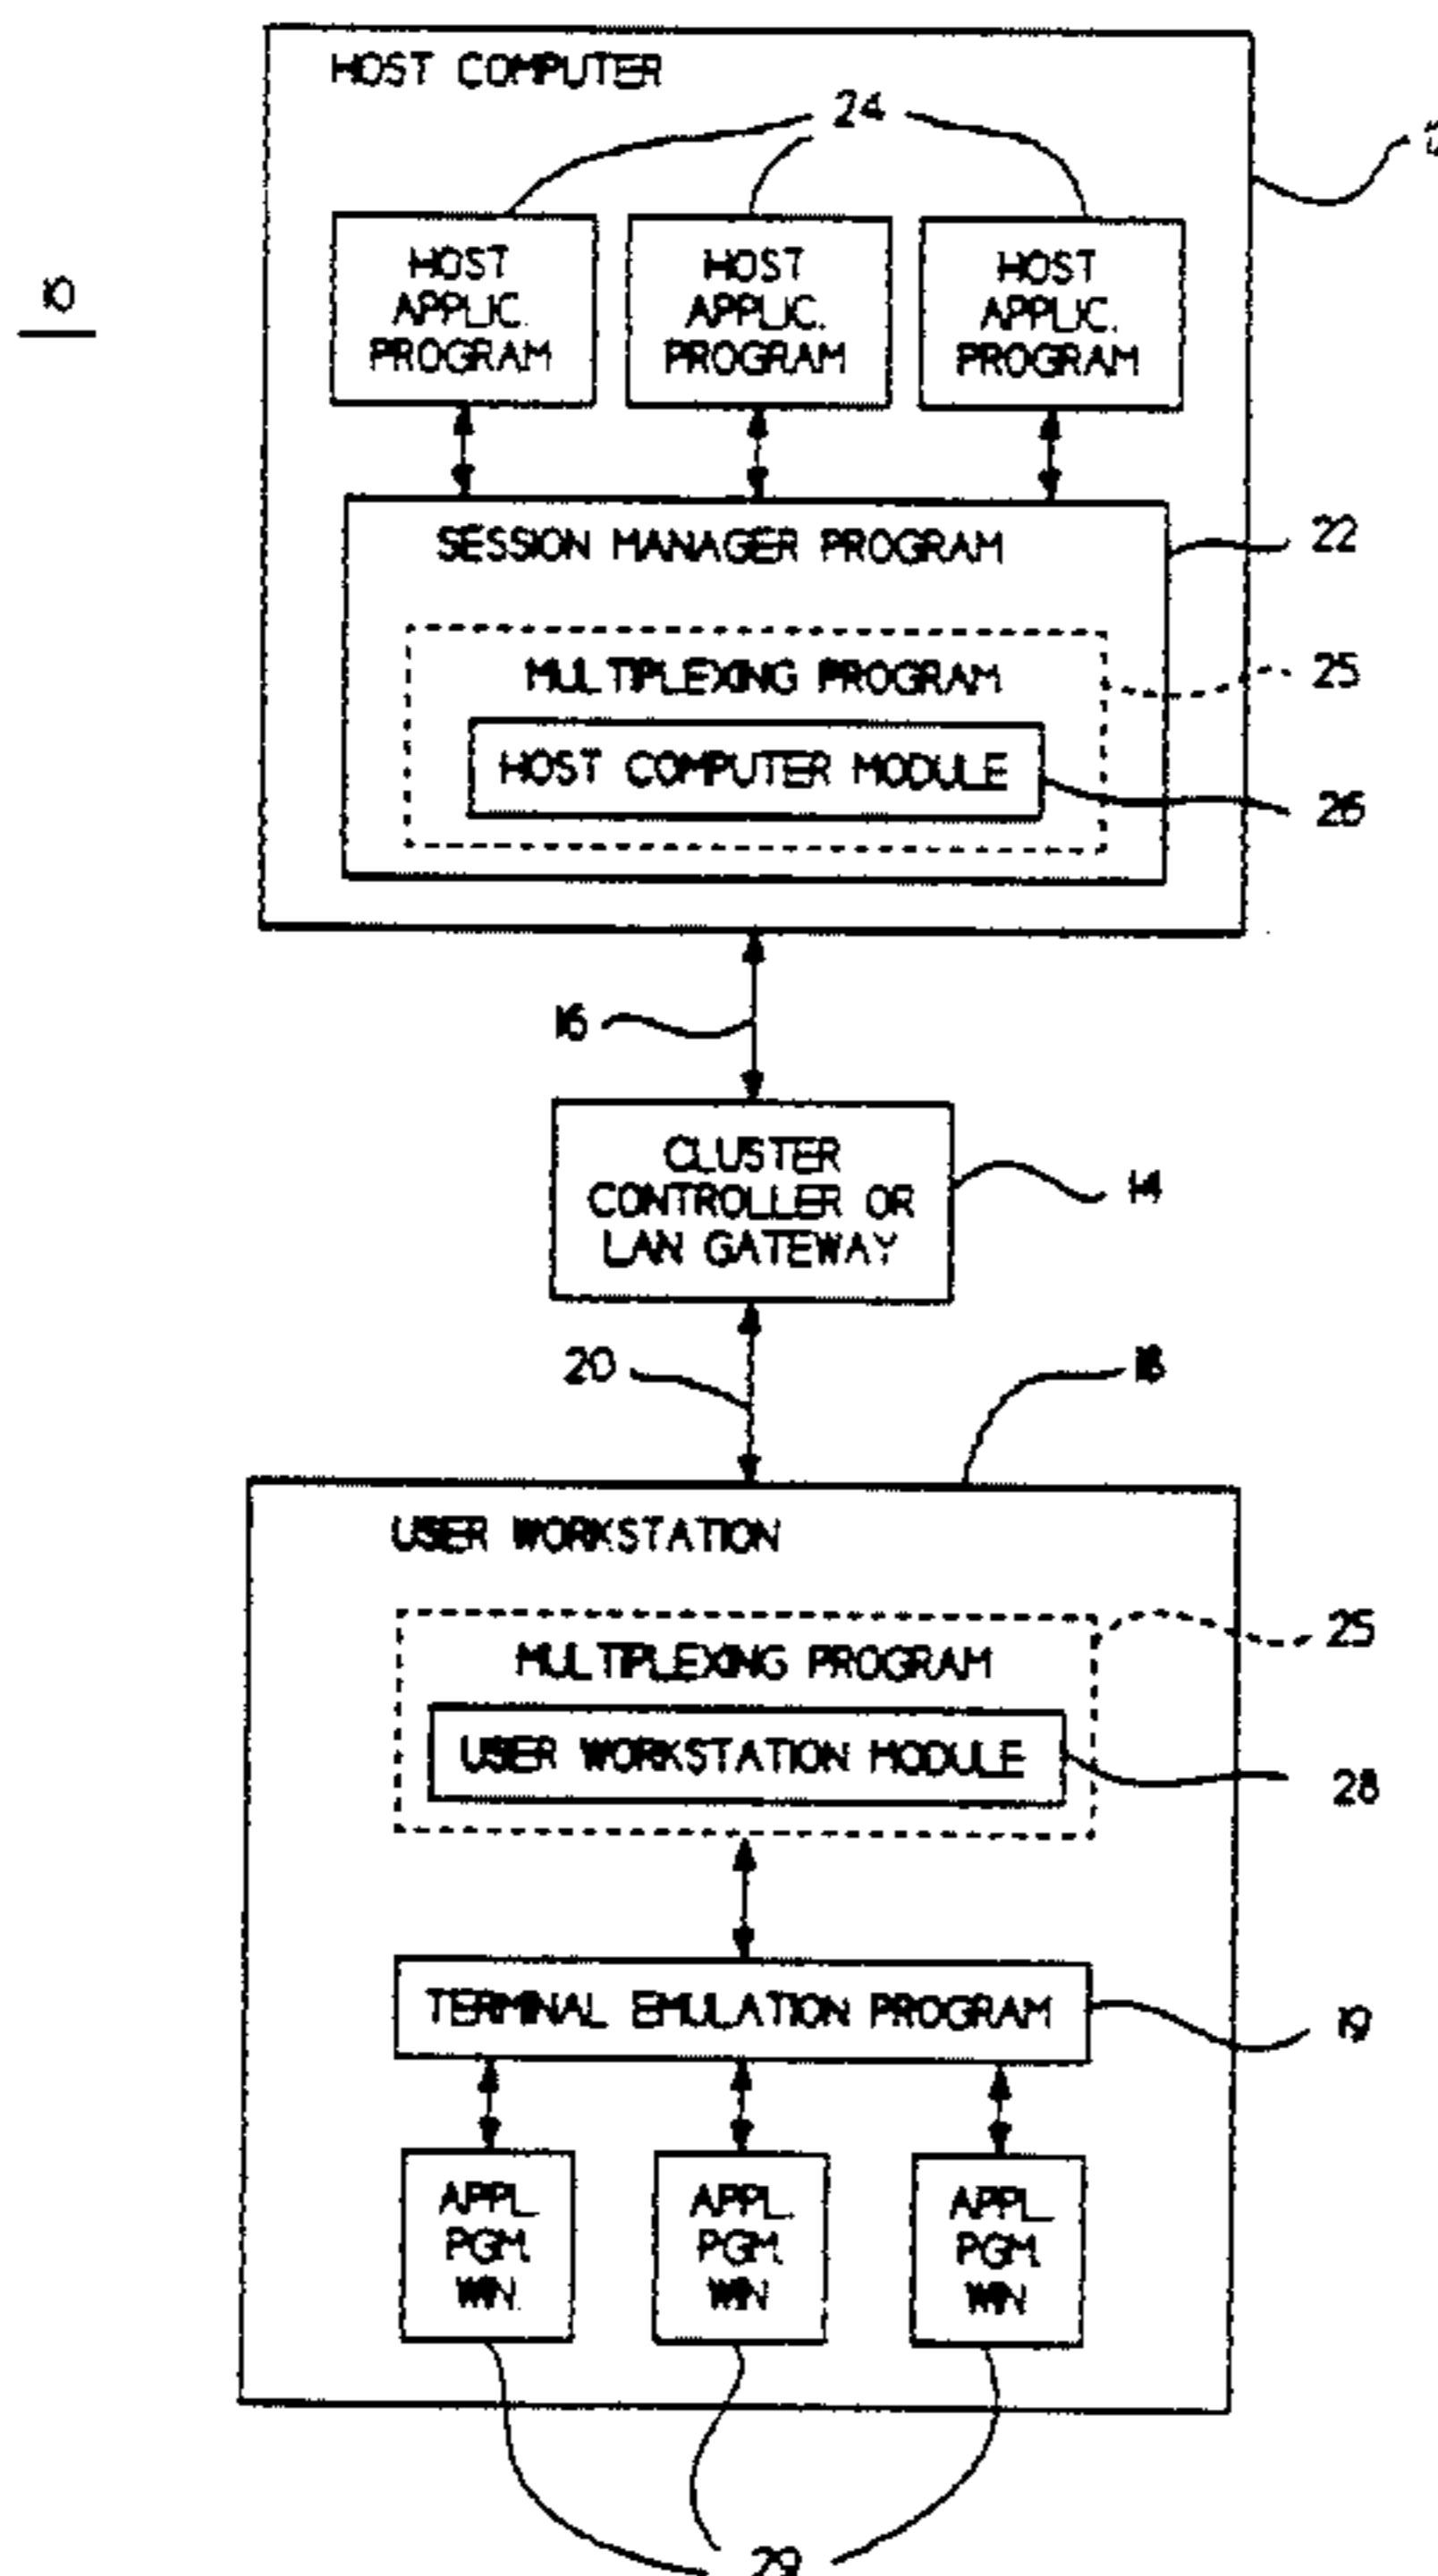 HOST COMPUTER
24
10
HOST
APPLIC.
PROGRAM
HOST
APPLIC.
PROGRAM
HOST
APPLIC.
PROGRAM
SESSION MANAGER PROGRAM
22
MULTIPLEXING PROGRAM
25
HOST COMPUTER MODULE
26
16
CLUSTER
CONTROLLER OR
LAN GATEWAY
14
20
18
USER WORKSTATION
25
MULTIPLEXING PROGRAM
USER WORKSTATION MODULE
28
TERMINAL EMULATION PROGRAM
19
APPL.
PGM.
WIN.
APPL.
PGM.
WIN.
APPL.
PGM.
WIN.
29